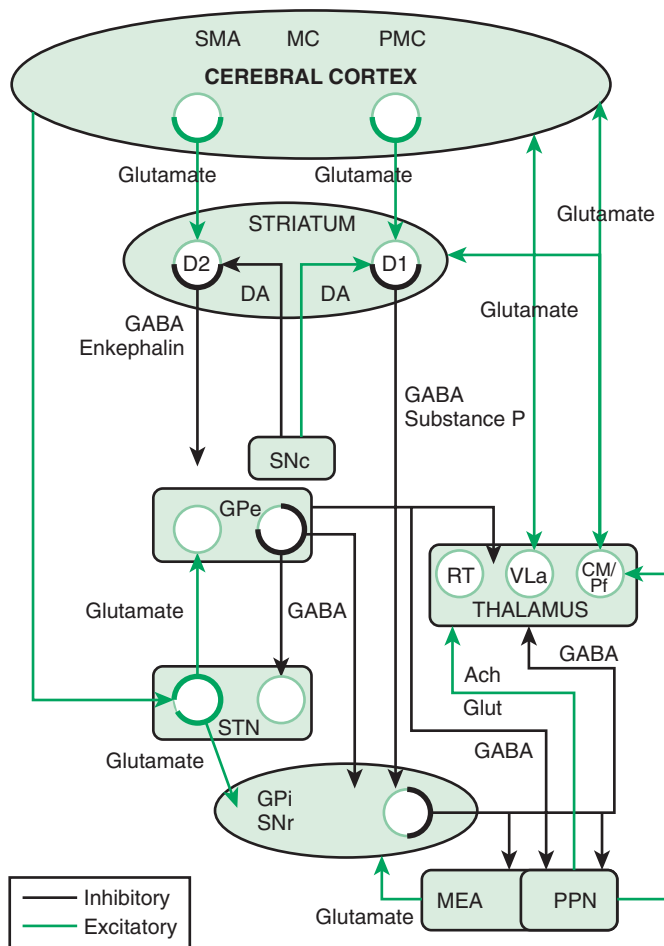 SMA MC PMC
CEREBRAL CORTEX
Glutamate Glutamate
Glutamate
STRIATUM
D2 D1
DA DA
Glutamate
GABA
Enkephalin
GABA
Substance P
SNc
GPe
RT VLa CM/
Pf
THALAMUS
Glutamate GABA
GABA
Ach
Glut
STN
GABA
Glutamate
GPi
SNr
MEA PPN
Glutamate
Inhibitory
Excitatory